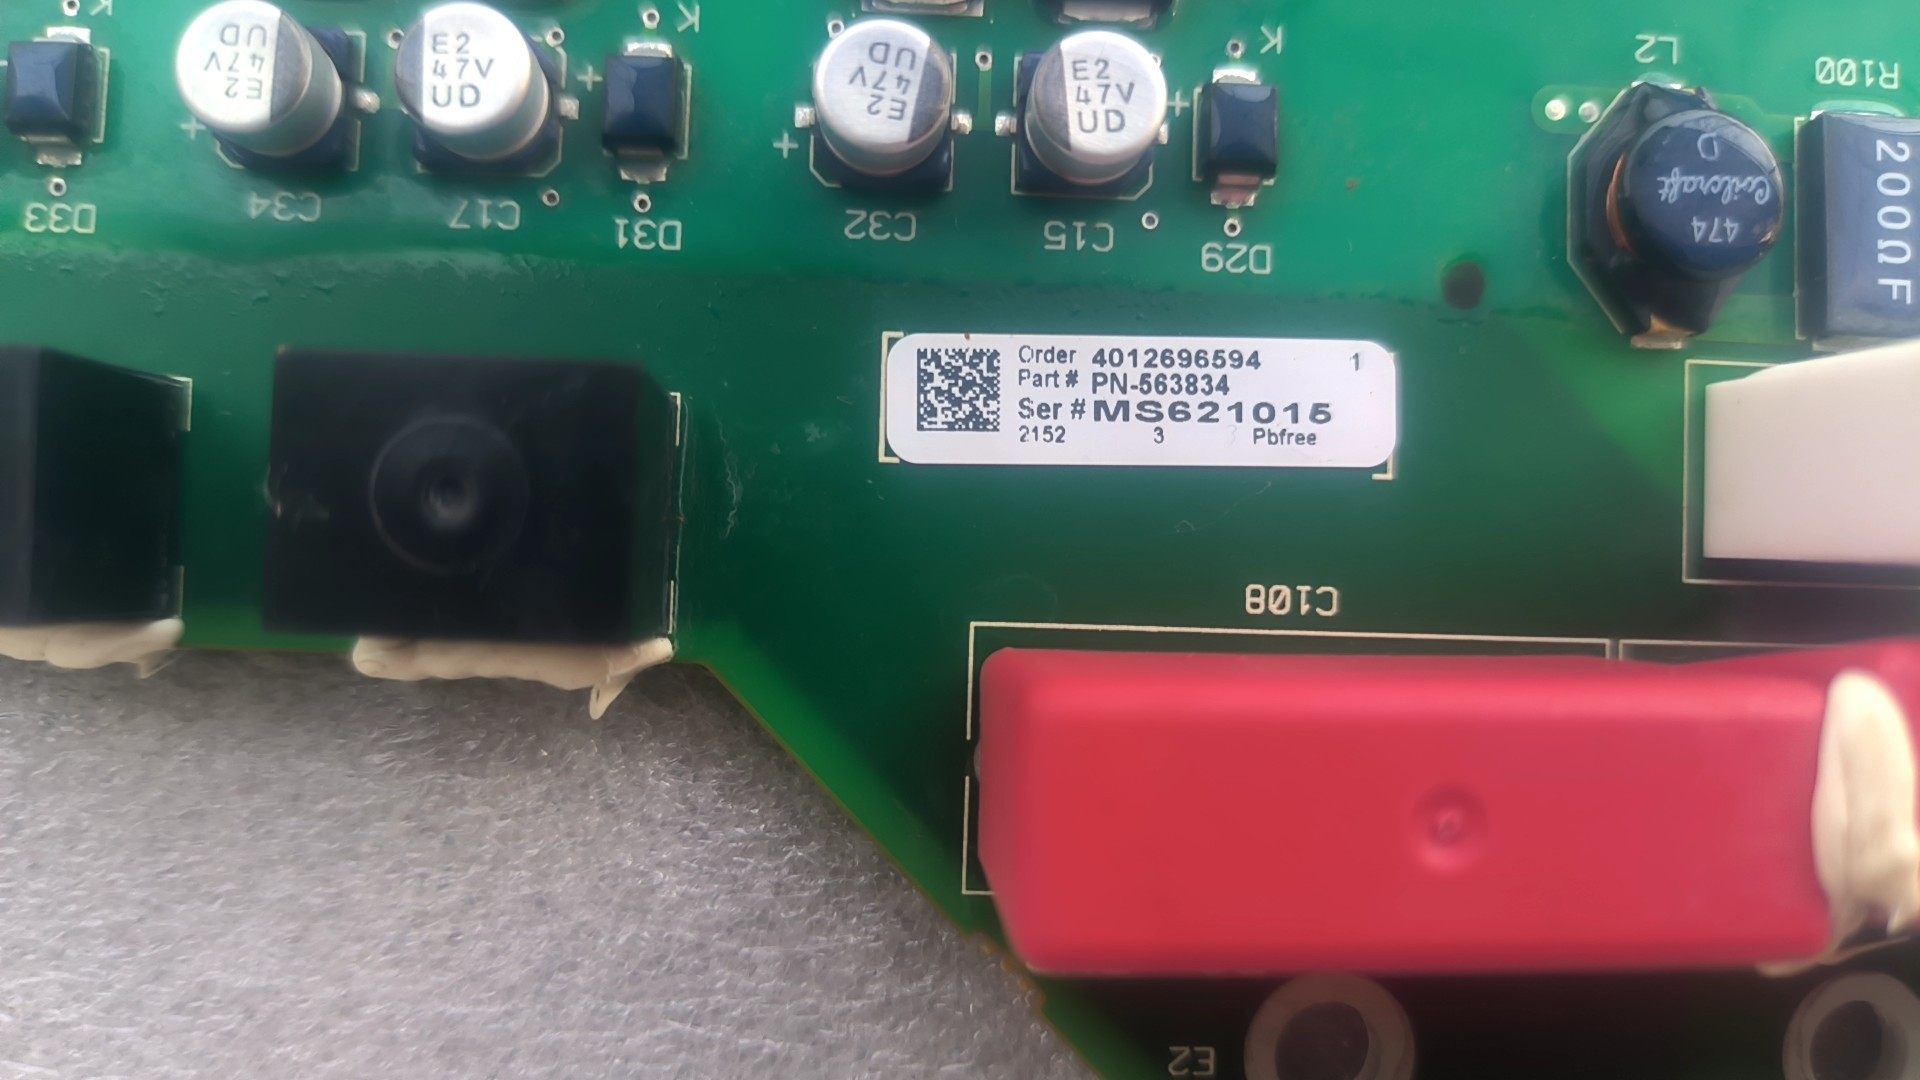 K
K
K
E2
47V
UD
E2
47V
UD
E2
47V
UD
E2
47V
UD
+
+
+
+
L2
R100
Coilcraft
474
D
200ΩF
D33
C34
C17
D31
C32
C15
D29
Order 4012696594 1
Part # PN-563834
Ser # MS621015
2152 3 Pbfree
C108
E2